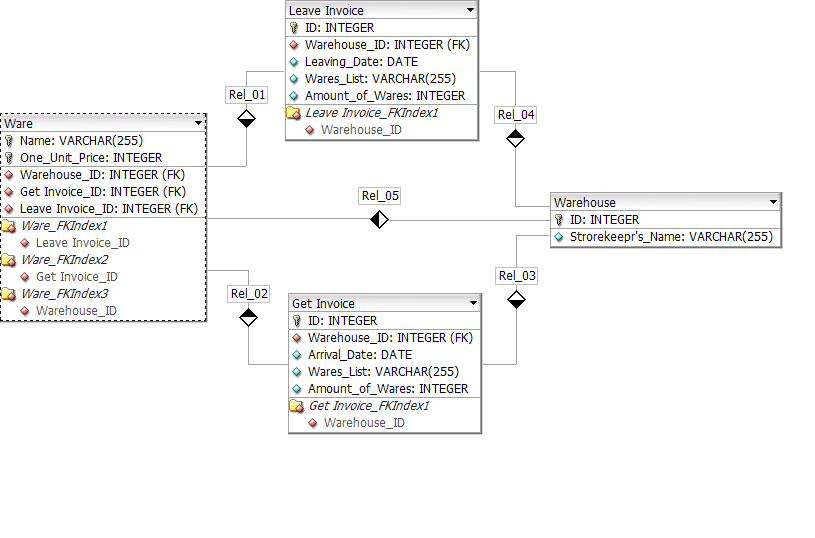 Leave Invoice
ID: INTEGER
Warehouse_ID: INTEGER (FK)
Leaving_Date: DATE
Wares_List: VARCHAR(255)
Amount_of_Wares: INTEGER
Leave Invoice_FKIndex1
Warehouse_ID
Rel_01
Rel_04
Ware
Name: VARCHAR(255)
One_Unit_Price: INTEGER
Warehouse_ID: INTEGER (FK)
Get Invoice_ID: INTEGER (FK)
Leave Invoice_ID: INTEGER (FK)
Ware_FKIndex1
Leave Invoice_ID
Ware_FKIndex2
Get Invoice_ID
Ware_FKIndex3
Warehouse_ID
Rel_05
Warehouse
ID: INTEGER
Strorekeepr's_Name: VARCHAR(255)
Rel_02
Rel_03
Get Invoice
ID: INTEGER
Warehouse_ID: INTEGER (FK)
Arrival_Date: DATE
Wares_List: VARCHAR(255)
Amount_of_Wares: INTEGER
Get Invoice_FKIndex1
Warehouse_ID